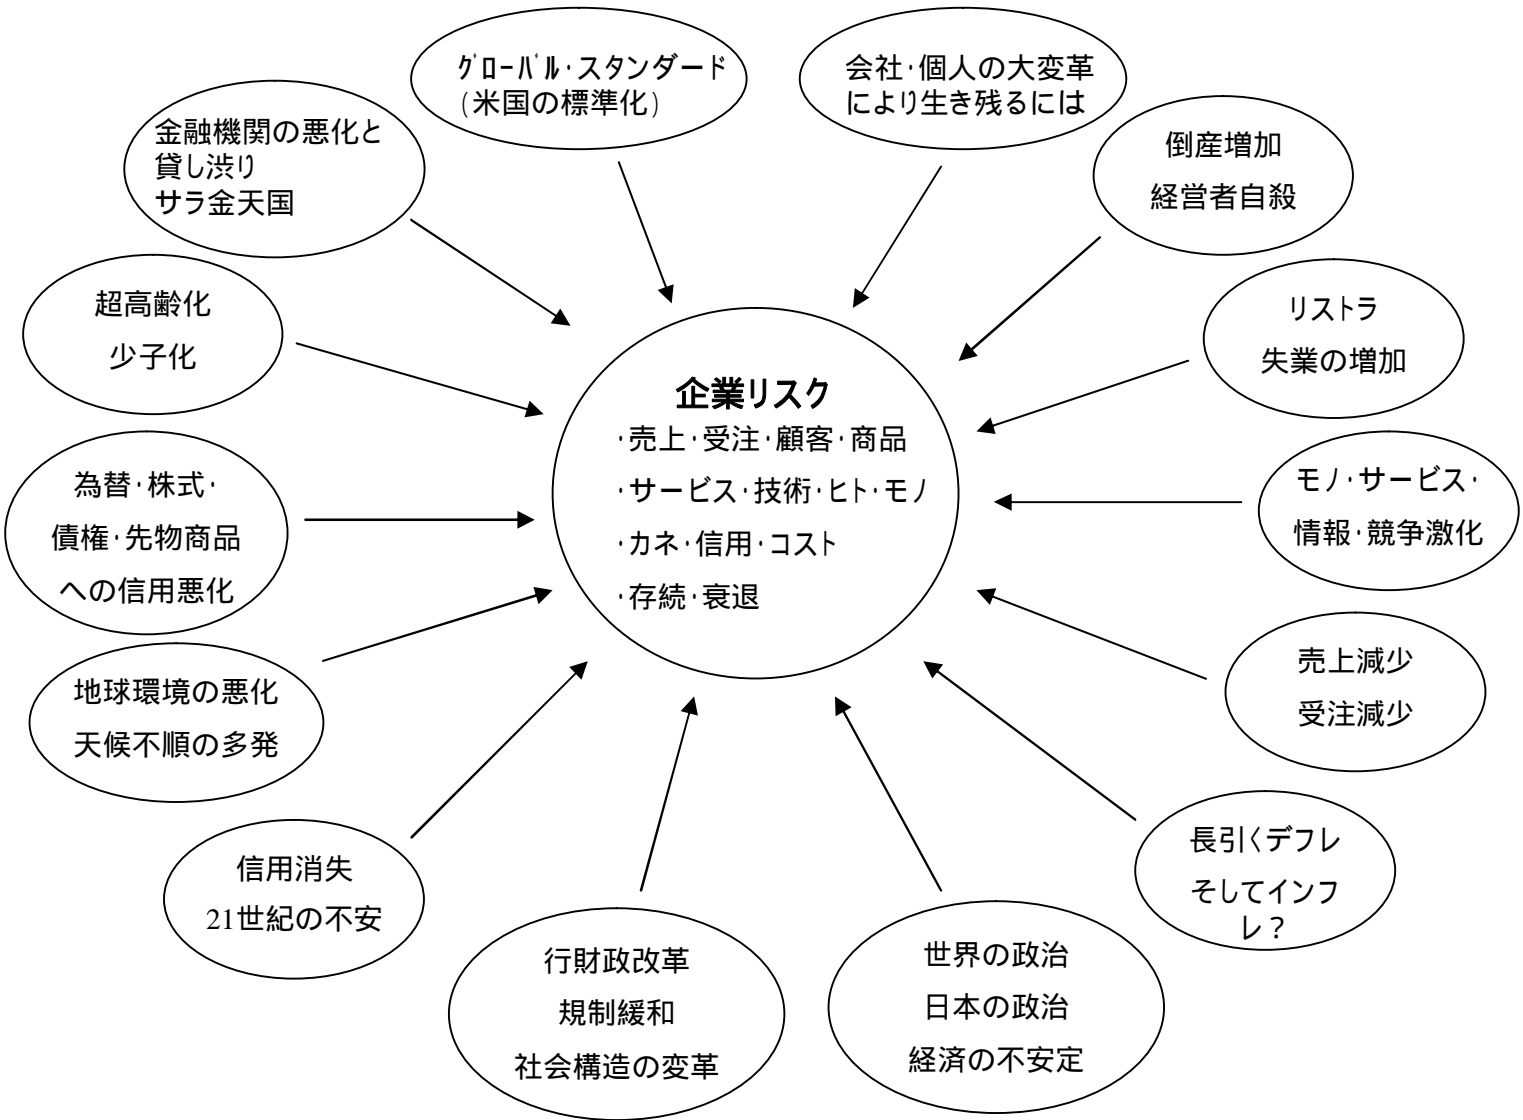 グローバル・スタンダード
(米国の標準化)
会社・個人の大変革
により生き残るには
金融機関の悪化と
貸し渋り
サラ金天国
倒産増加
経営者自殺
超高齢化
少子化
リストラ
失業の増加
企業リスク
・売上・受注・顧客・商品
・サービス・技術・ヒト・モノ
・カネ・信用・コスト
・存続・衰退
為替・株式・
債権・先物商品
への信用悪化
モノ・サービス・
情報・競争激化
地球環境の悪化
天候不順の多発
売上減少
受注減少
信用消失
21世紀の不安
長引くデフレ
そしてインフ
レ?
行財政改革
規制緩和
社会構造の変革
世界の政治
日本の政治
経済の不安定